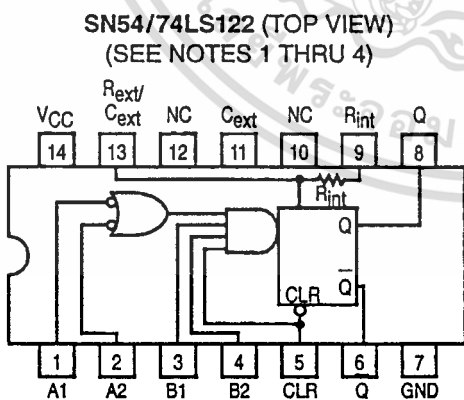 SN54/74LS122 (TOP VIEW)
(SEE NOTES 1 THRU 4)
Rext/
VCC Cext NC Cext NC Rint Q
14 13 12 11 10 9 8
Rint
Q
Q
CLR
1 2 3 4 5 6 7
A1 A2 B1 B2 CLR Q GND